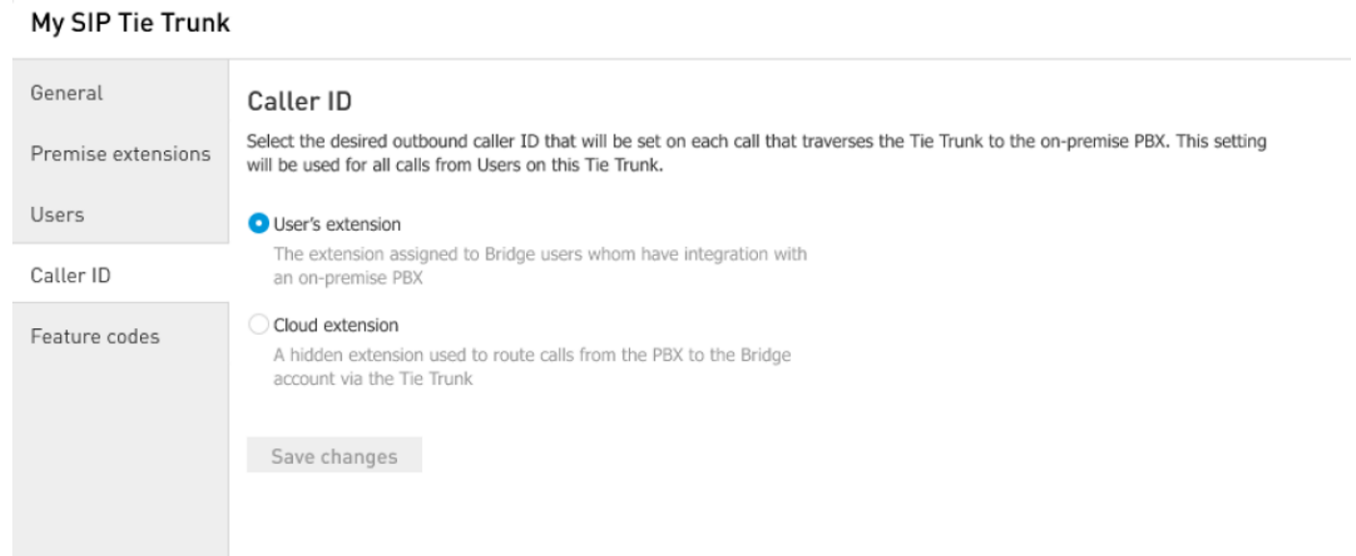 My SIP Tie Trunk
General
Premise extensions
Users
Caller ID
Feature codes
Caller ID
Select the desired outbound caller ID that will be set on each call that traverses the Tie Trunk to the on-premise PBX. This setting
will be used for all calls from Users on this Tie Trunk.
User's extension
The extension assigned to Bridge users whom have integration with
an on-premise PBX
Cloud extension
A hidden extension used to route calls from the PBX to the Bridge
account via the Tie Trunk
Save changes